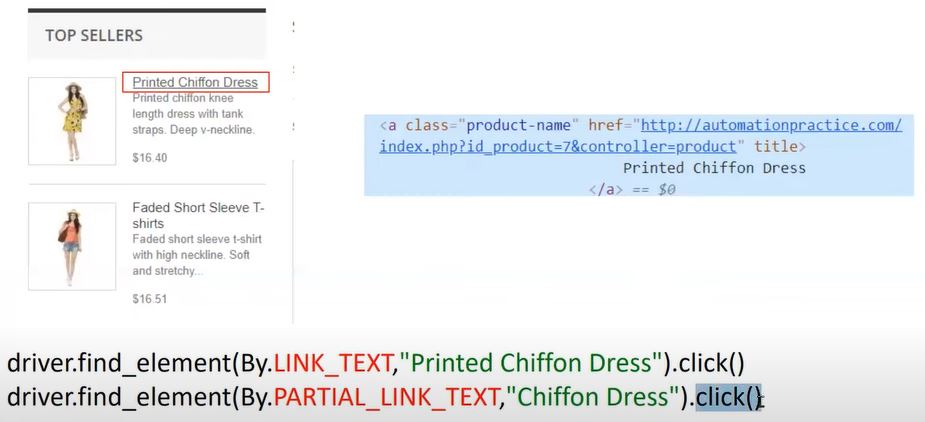 TOP SELLERS
Printed Chiffon Dress
Printed chiffon knee
length dress with tank
straps. Deep v-neckline.
$16.40
Faded Short Sleeve T-
shirts
Faded short sleeve t-shirt
with high neckline. Soft
and stretchy...
$16.51
<a class="product-name" href="http://automationpractice.com/
index.php?id_product=7&controller=product" title>
Printed Chiffon Dress
</a> == $0
driver.find_element(By.LINK_TEXT,"Printed Chiffon Dress").click()
driver.find_element(By.PARTIAL_LINK_TEXT,"Chiffon Dress").click()